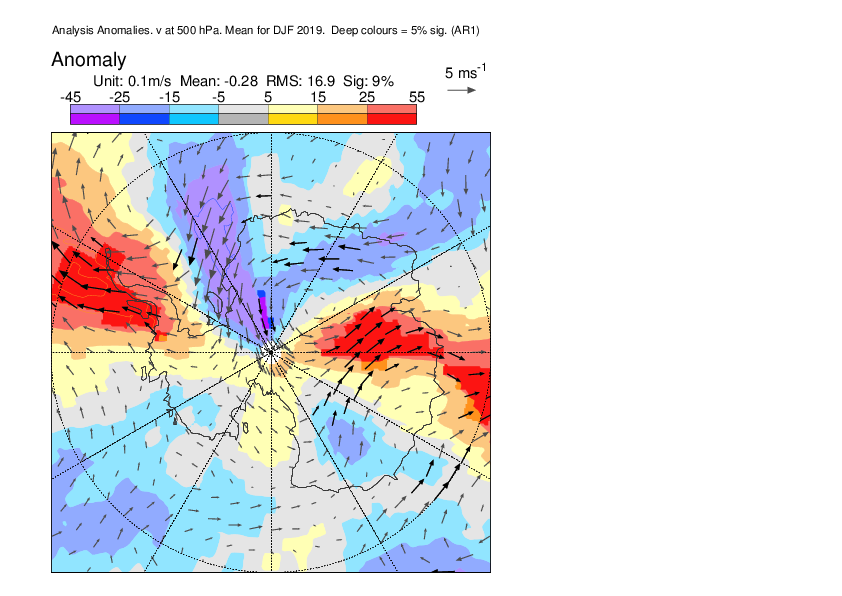 Analysis Anomalies. v at 500 hPa. Mean for DJF 2019. Deep colours = 5% sig. (AR1)
Anomaly
5 ms-1
Unit: 0.1m/s Mean: -0.28 RMS: 16.9 Sig: 9%
-45 -25 -15 -5 5 15 25 55